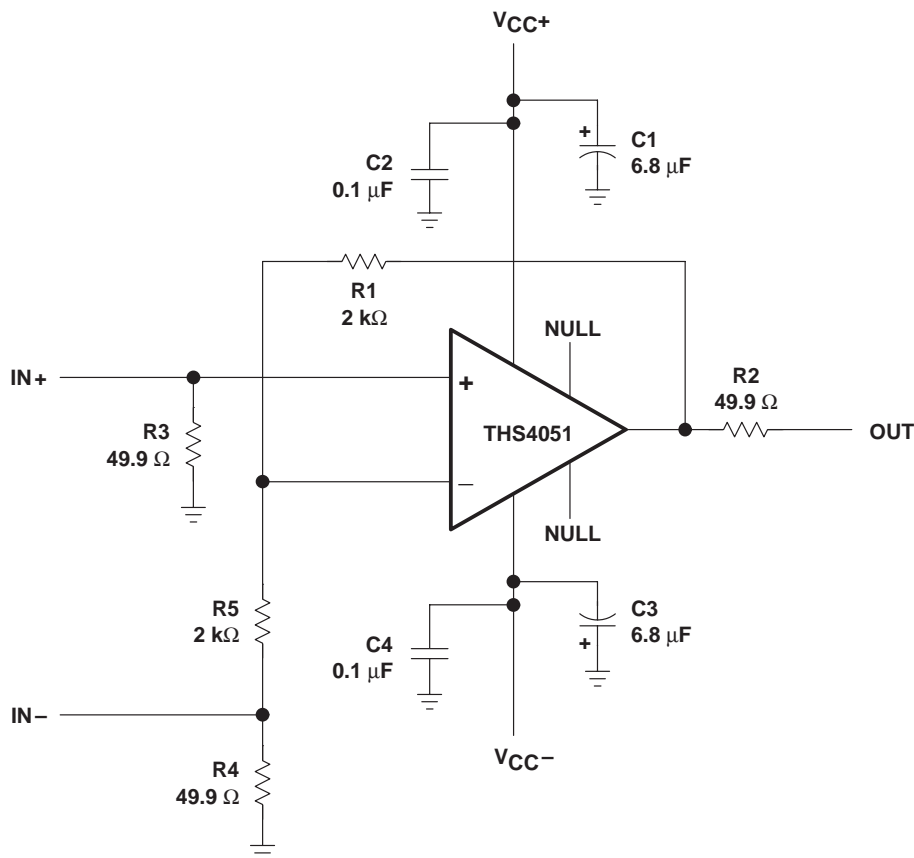 VCC+
C2
0.1 μF
+
C1
6.8 μF
R1
2 kΩ
NULL
IN+
+
R3
49.9 Ω
THS4051
R2
49.9 Ω
OUT
−
NULL
R5
2 kΩ
C4
0.1 μF
C3
6.8 μF
+
IN−
VCC−
R4
49.9 Ω